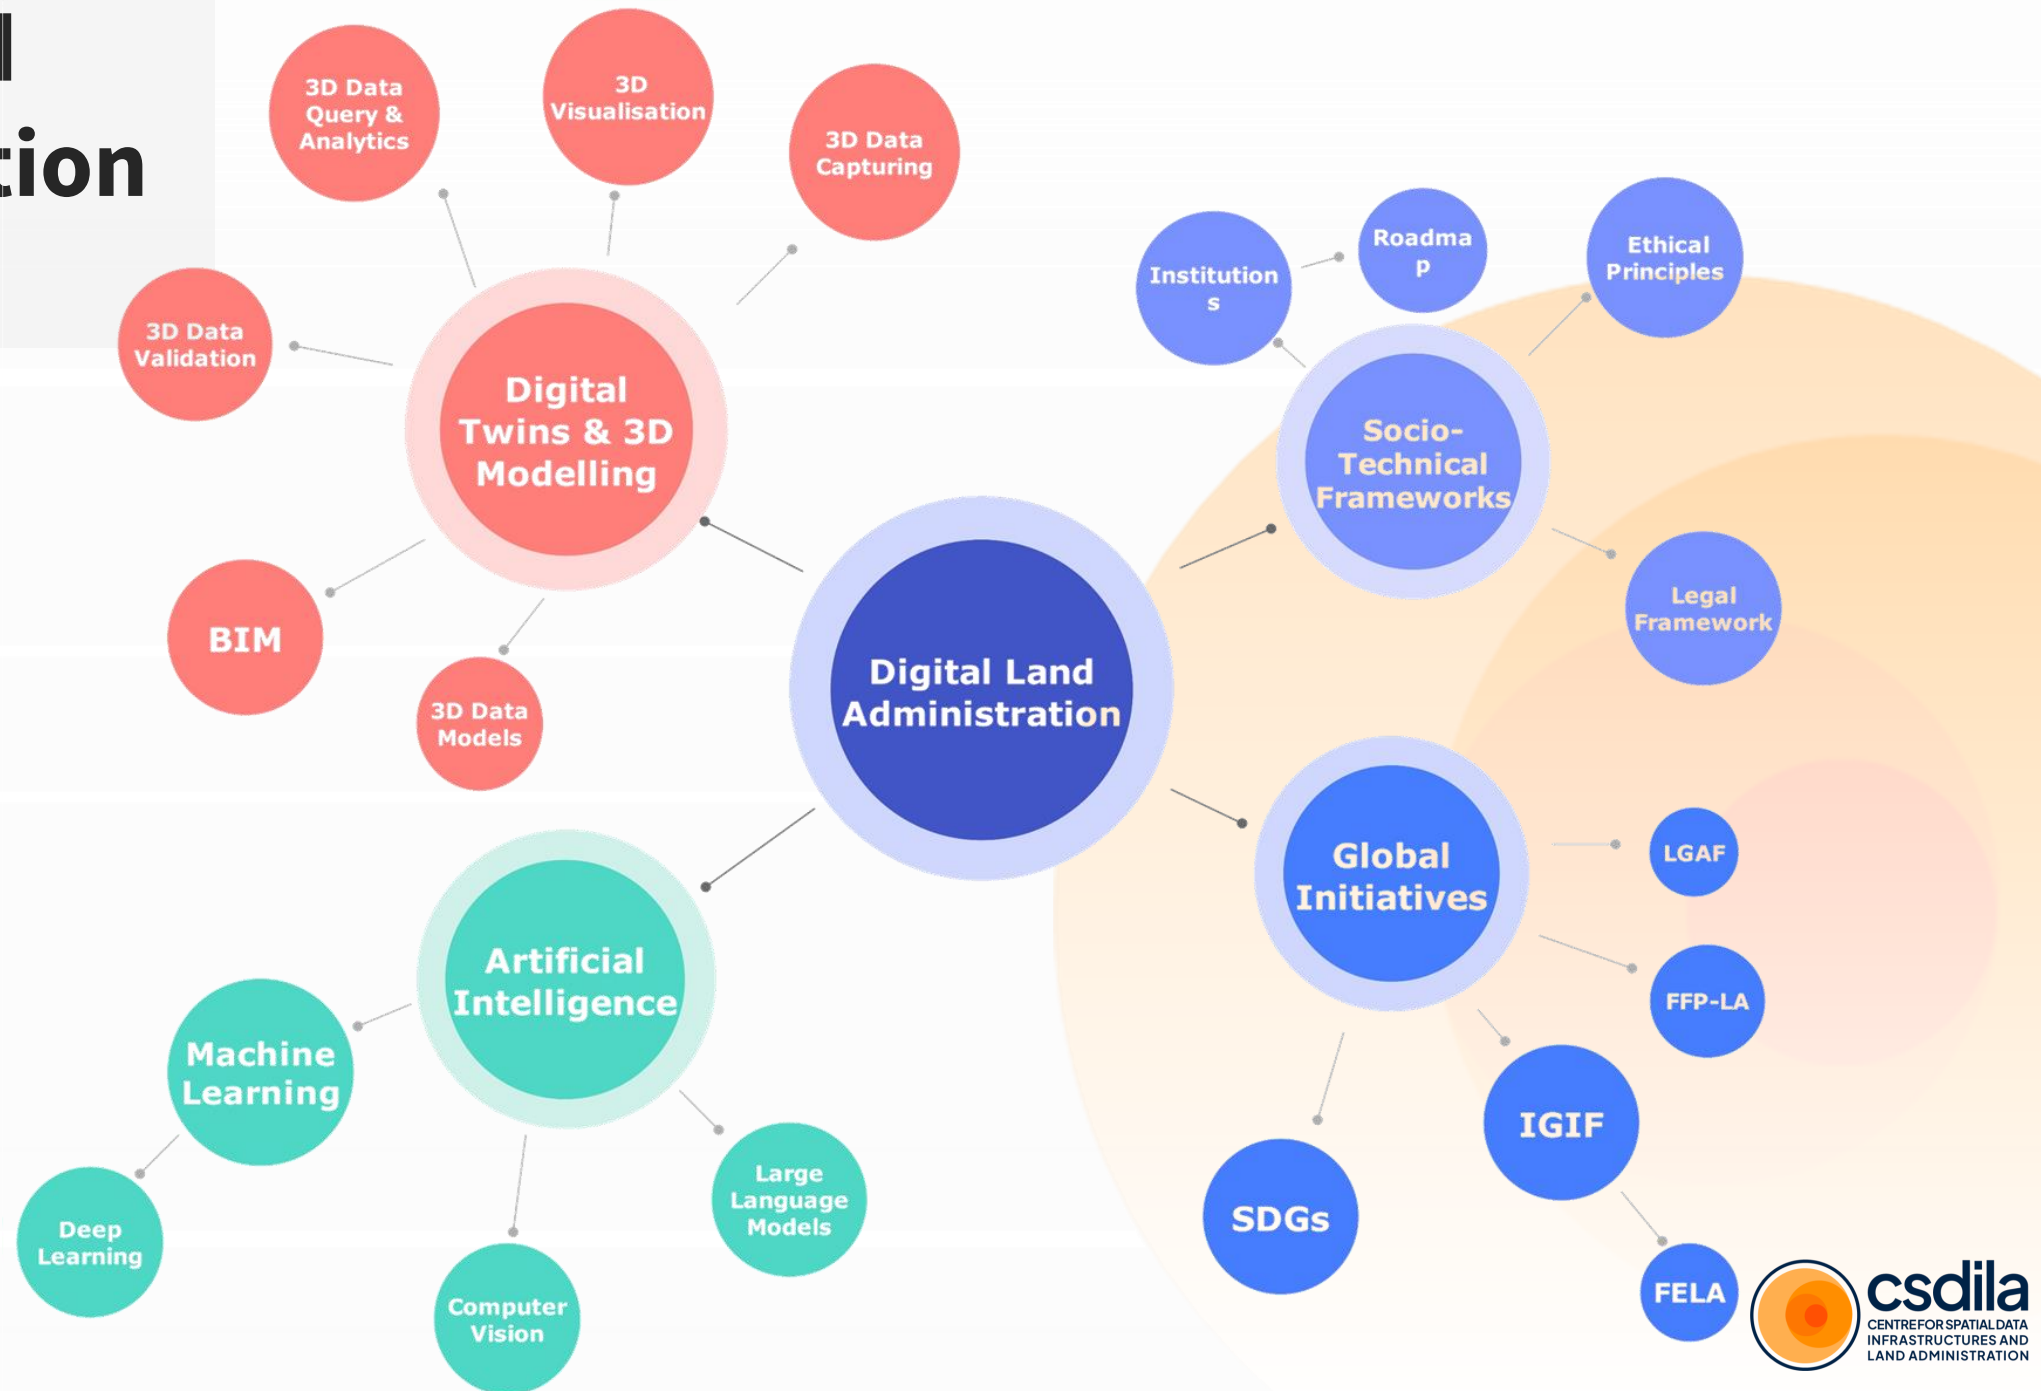 tion
3D Data
Query &
Analytics
3D
Visualisation
3D Data
Capturing
3D Data
Validation
Digital
Twins & 3D
Modelling
BIM
3D Data
Models
Institution
s
Roadma
p
Ethical
Principles
Socio-
Technical
Frameworks
Legal
Framework
Digital Land
Administration
Global
Initiatives
LGAF
FFP-LA
IGIF
SDGs
FELA
Artificial
Intelligence
Machine
Learning
Deep
Learning
Computer
Vision
Large
Language
Models
csdila
CENTRE FOR SPATIAL DATA
INFRASTRUCTURES AND
LAND ADMINISTRATION